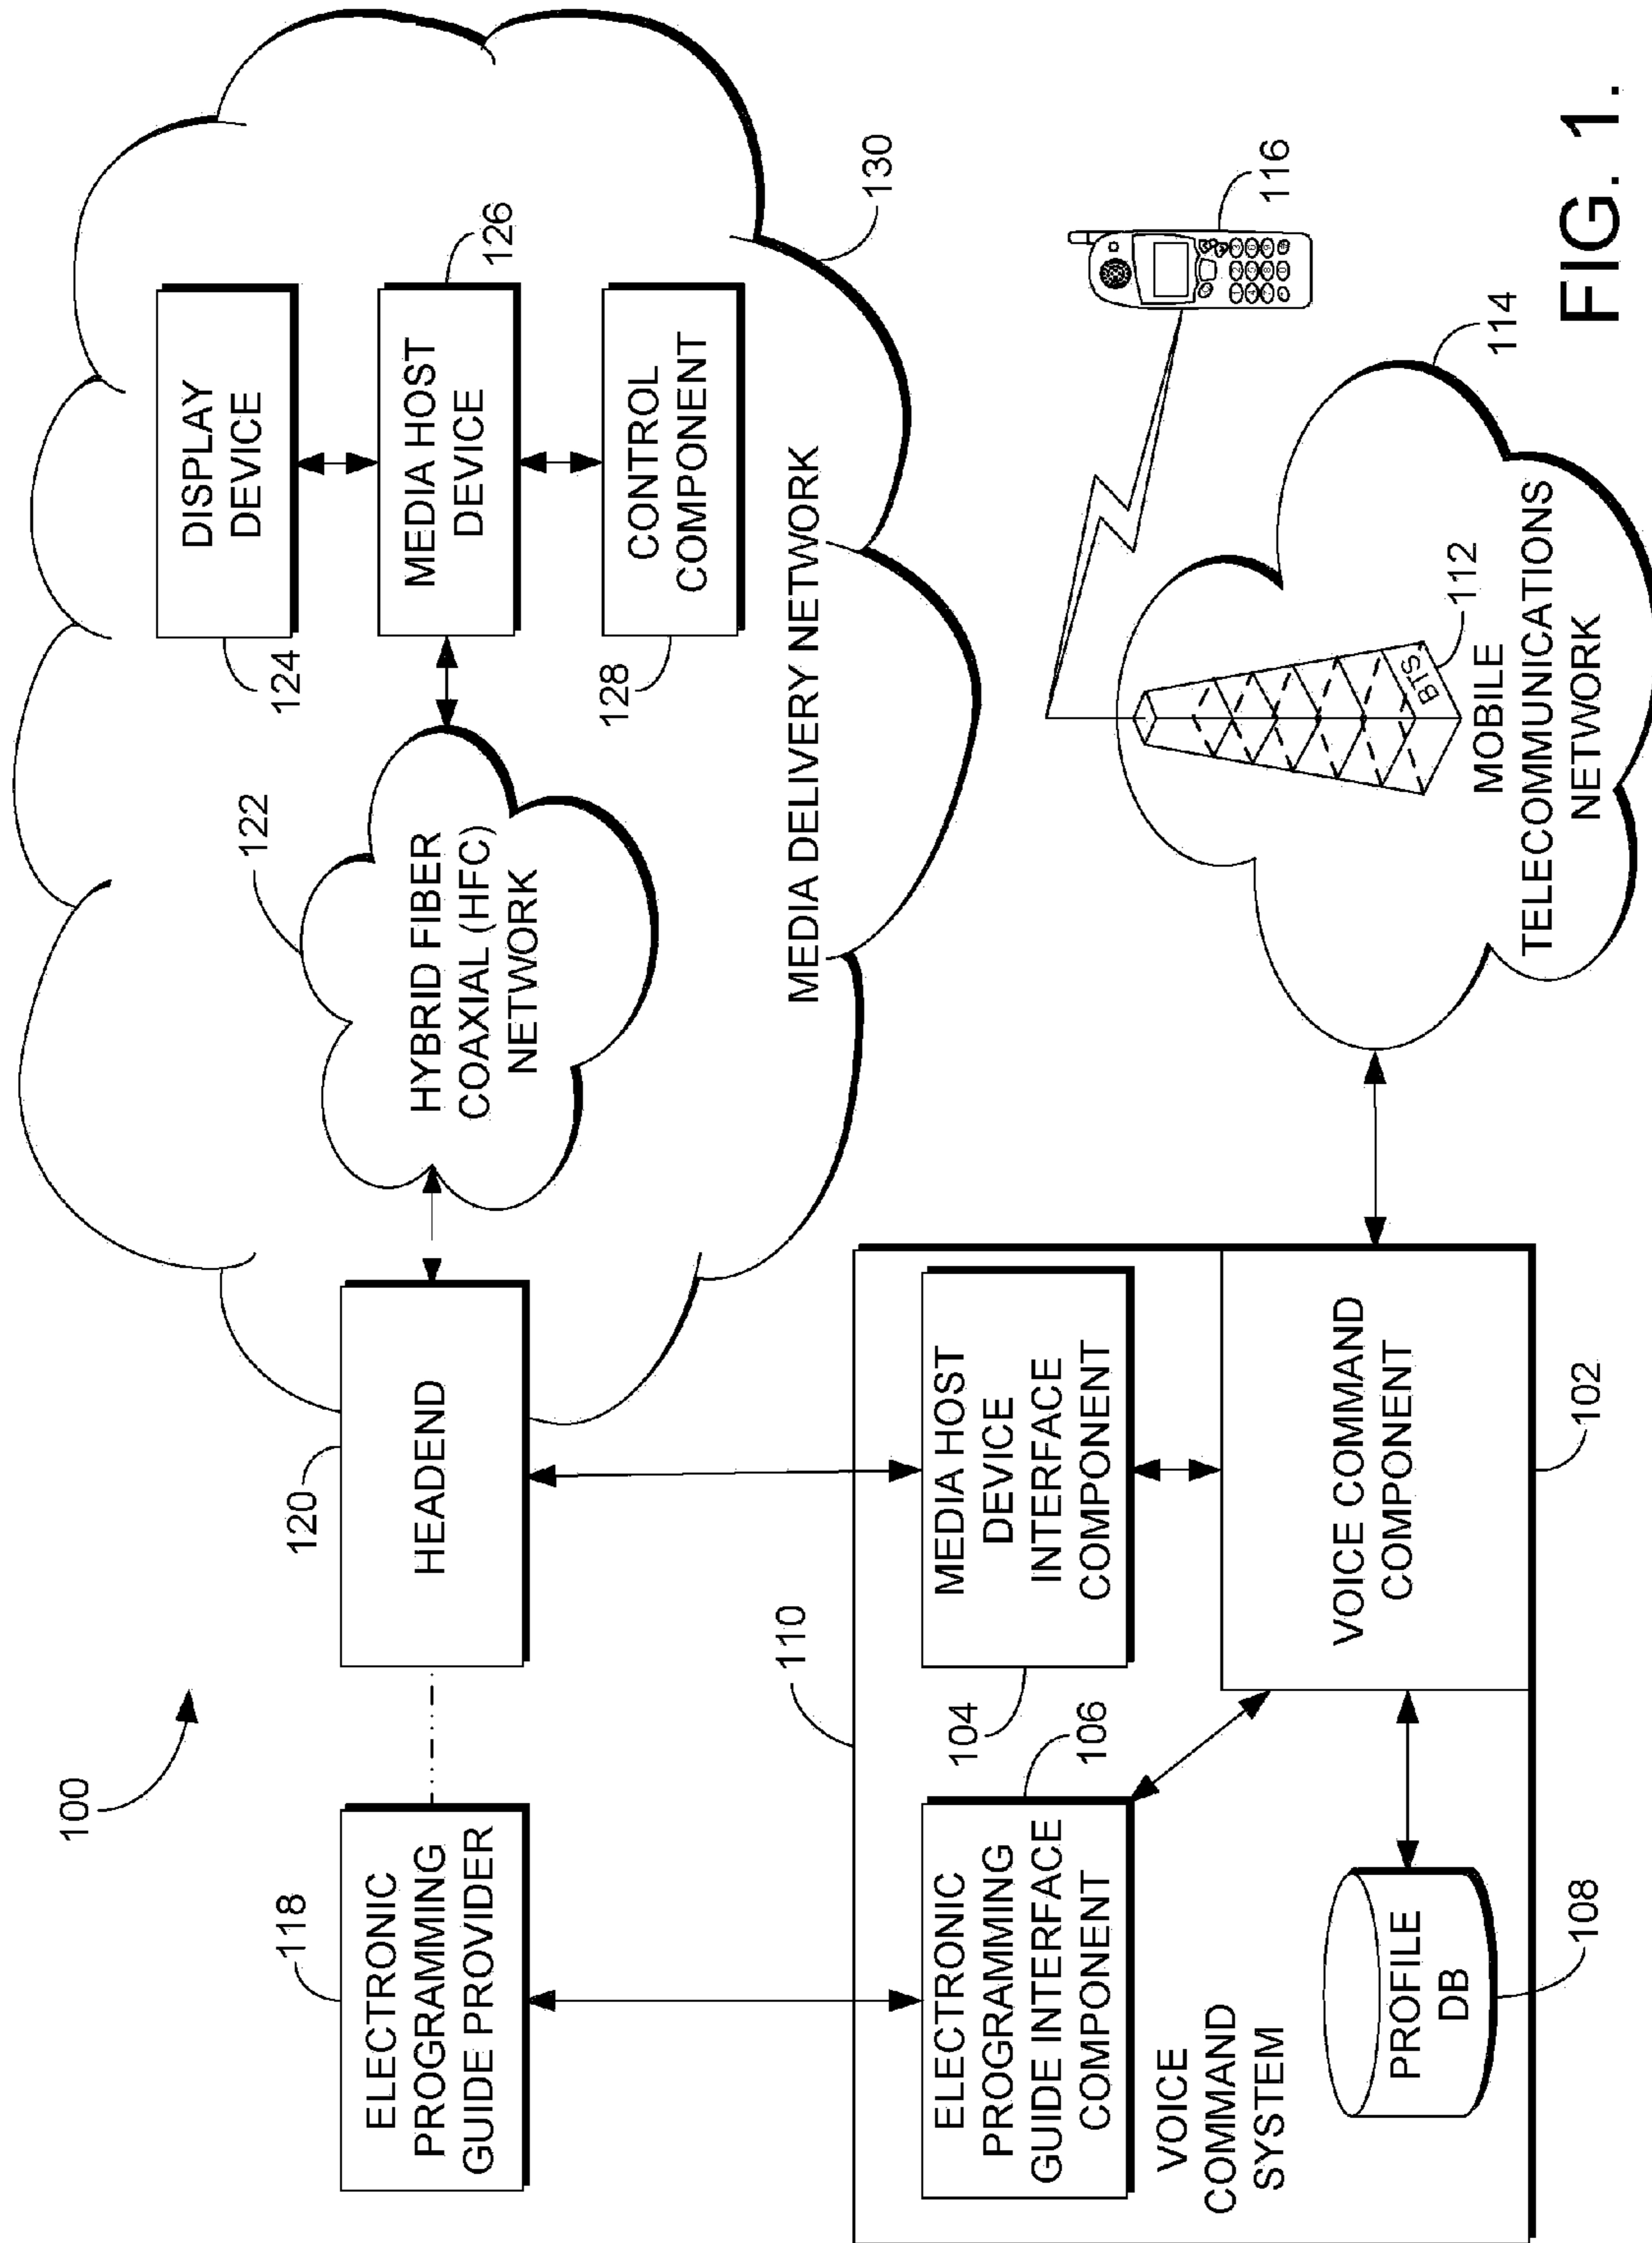 100
118
ELECTRONIC
PROGRAMMING
GUIDE PROVIDER
120
HEADEND
122
HYBRID FIBER
COAXIAL (HFC)
NETWORK
124
DISPLAY
DEVICE
126
MEDIA HOST
DEVICE
128
CONTROL
COMPONENT
130
MEDIA DELIVERY NETWORK
110
ELECTRONIC
PROGRAMMING
GUIDE INTERFACE
COMPONENT
106
MEDIA HOST
DEVICE
INTERFACE
COMPONENT
104
VOICE
COMMAND
SYSTEM
PROFILE
DB
108
VOICE COMMAND
COMPONENT
102
BTS
112
MOBILE
TELECOMMUNICATIONS
NETWORK
114
116
FIG. 1.